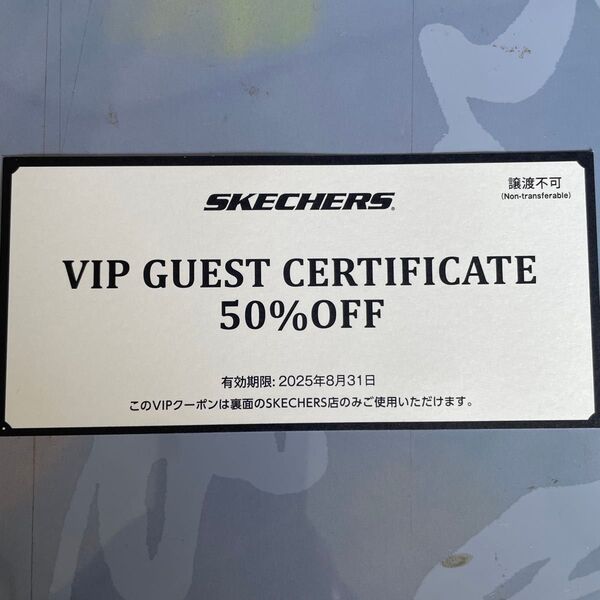 SKECHERS
譲渡不可
(Non-transferable)
VIP GUEST CERTIFICATE
50%OFF
有効期限: 2025年8月31日
このVIPクーポンは裏面のSKECHERS店のみご使用いただけます。